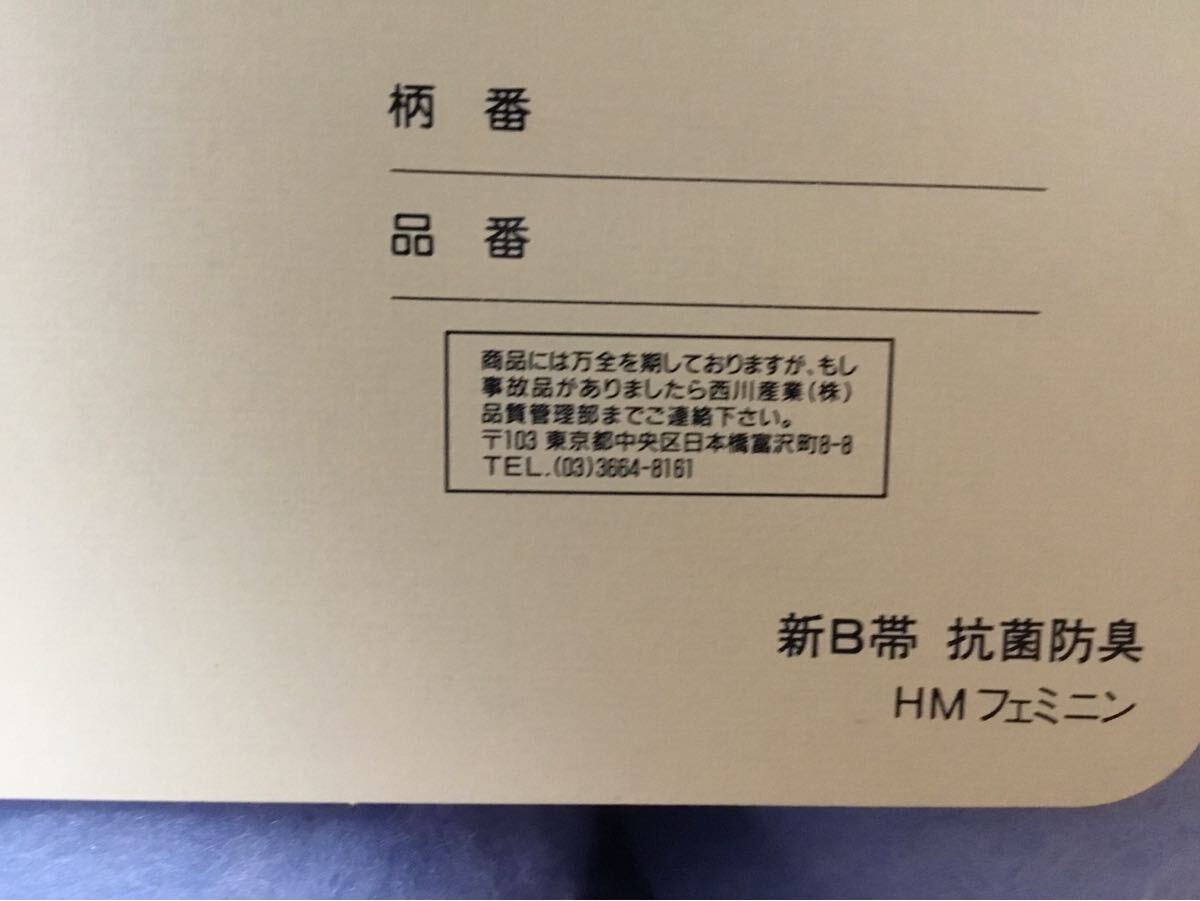 柄 番
品 番
商品には万全を期しておりますが、もし
事故品がありましたら西川産業(株)
品質管理部までご連絡下さい。
〒103 東京都中央区日本橋富沢町8-8
TEL.(03)3664-8161
新B帯 抗菌防臭
HMフェミニン